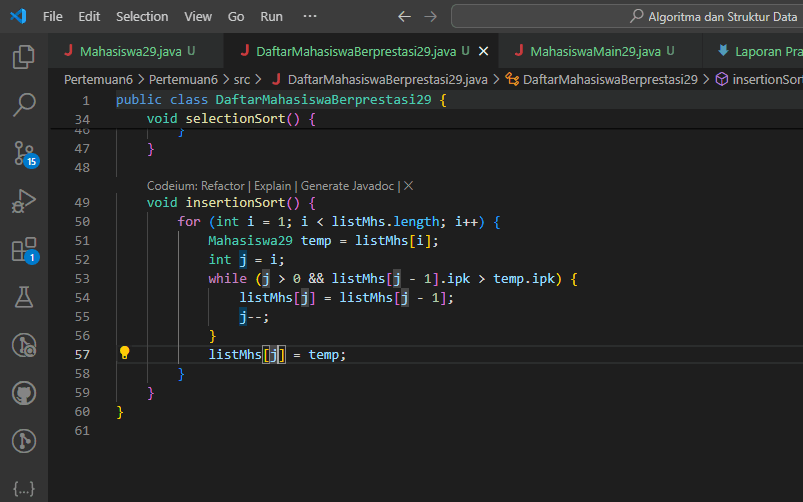 File Edit Selection View Go Run ··· ← → Algoritma dan Struktur Data
J Mahasiswa29.java U J DaftarMahasiswaBerprestasi29.java U × J MahasiswaMain29.java U Laporan Pra
Pertemuan6 > Pertemuan6 > src > J DaftarMahasiswaBerprestasi29.java > DaftarMahasiswaBerprestasi29 > insertionSort
1 public class DaftarMahasiswaBerprestasi29 {
34 void selectionSort() {
46 }
47 }
48
Codeium: Refactor | Explain | Generate Javadoc | ×
49 void insertionSort() {
50 for (int i = 1; i < listMhs.length; i++) {
51 Mahasiswa29 temp = listMhs[i];
52 int j = i;
53 while (j > 0 && listMhs[j - 1].ipk > temp.ipk) {
54 listMhs[j] = listMhs[j - 1];
55 j--;
56 }
57 listMhs[j] = temp;
58 }
59 }
60 }
61
15
1
{..}